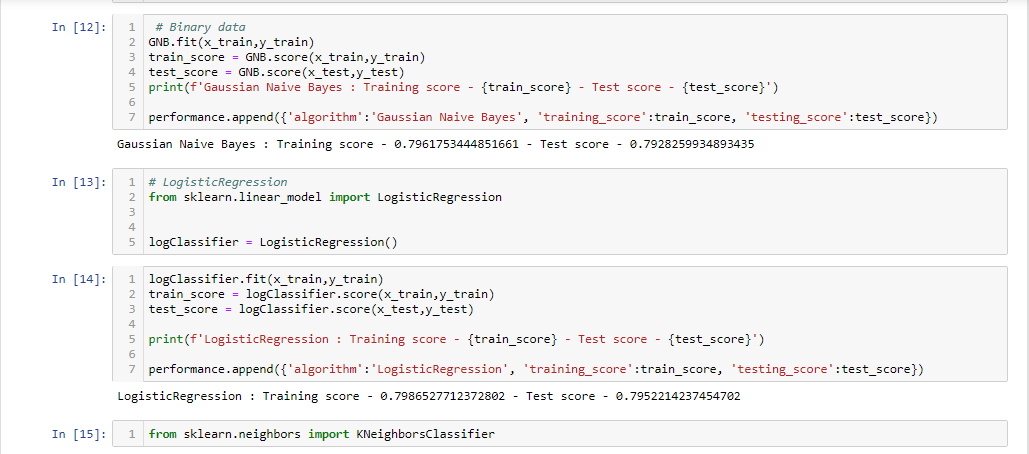 In [12]:
1 # Binary data
2 GNB.fit(x_train,y_train)
3 train_score = GNB.score(x_train,y_train)
4 test_score = GNB.score(x_test,y_test)
5 print(f'Gaussian Naive Bayes : Training score - {train_score} - Test score - {test_score}')
6
7 performance.append({'algorithm':'Gaussian Naive Bayes', 'training_score':train_score, 'testing_score':test_score})
Gaussian Naive Bayes : Training score - 0.7961753444851661 - Test score - 0.7928259934893435
In [13]:
1 # LogisticRegression
2 from sklearn.linear_model import LogisticRegression
3
4
5 logClassifier = LogisticRegression()
In [14]:
1 logClassifier.fit(x_train,y_train)
2 train_score = logClassifier.score(x_train,y_train)
3 test_score = logClassifier.score(x_test,y_test)
4
5 print(f'LogisticRegression : Training score - {train_score} - Test score - {test_score}')
6
7 performance.append({'algorithm':'LogisticRegression', 'training_score':train_score, 'testing_score':test_score})
LogisticRegression : Training score - 0.7986527712372802 - Test score - 0.7952214237454702
In [15]:
1 from sklearn.neighbors import KNeighborsClassifier